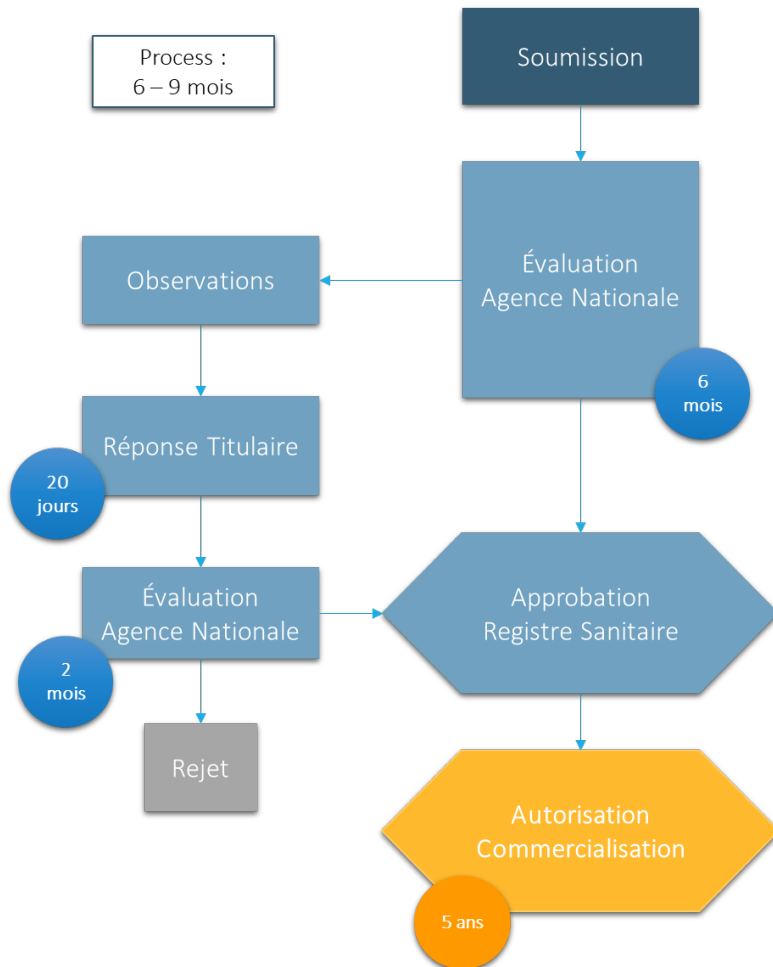 Process :
6 – 9 mois
Soumission
Évaluation
Agence Nationale
6
mois
Observations
Réponse Titulaire
20
jours
Évaluation
Agence Nationale
2
mois
Rejet
Approbation
Registre Sanitaire
Autorisation
Commercialisation
5 ans